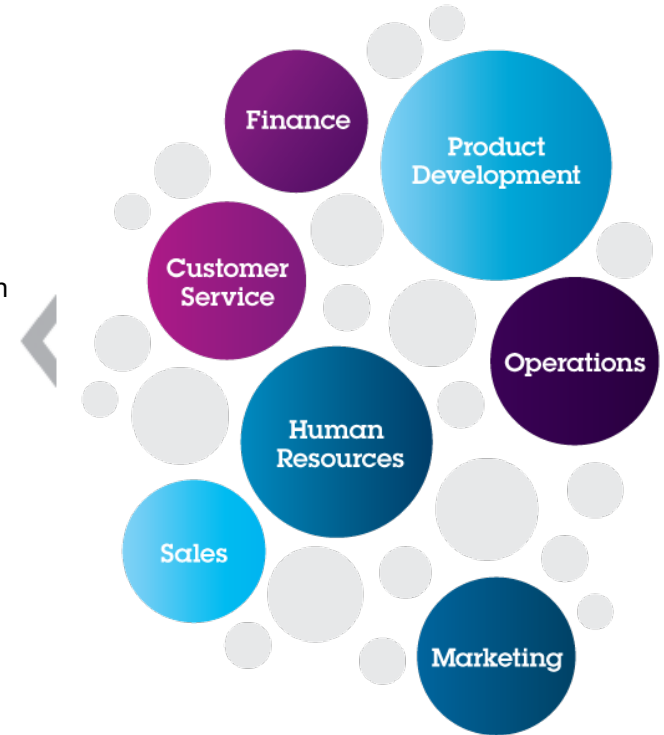 Finance
Product
Development
Customer
Service
n
Operations
Human
Resources
Sales
Marketing